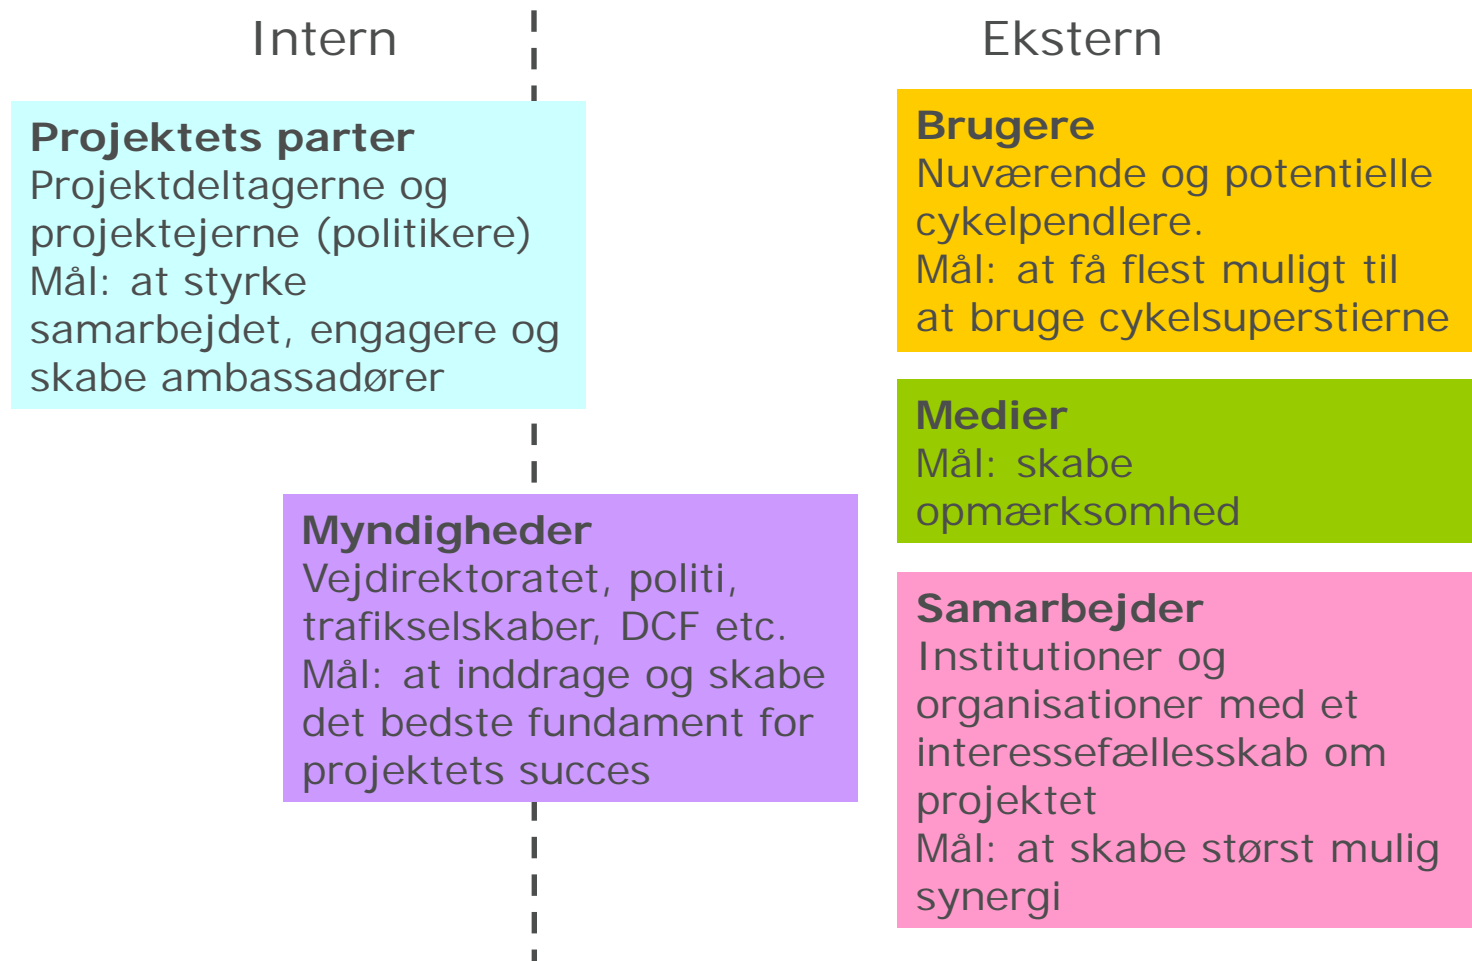 Intern
Ekstern
Projektets parter
Projektdeltagerne og
projektejerne (politikere)
Mål: at styrke
samarbejdet, engagere og
skabe ambassadører
Myndigheder
Vejdirektoratet, politi,
trafikselskaber, DCF etc.
Mål: at inddrage og skabe
det bedste fundament for
projektets succes
Brugere
Nuværende og potentielle
cykelpendlere.
Mål: at få flest muligt til
at bruge cykelsuperstierne
Medier
Mål: skabe
opmærksomhed
Samarbejder
Institutioner og
organisationer med et
interessefællesskab om
projektet
Mål: at skabe størst mulig
synergi